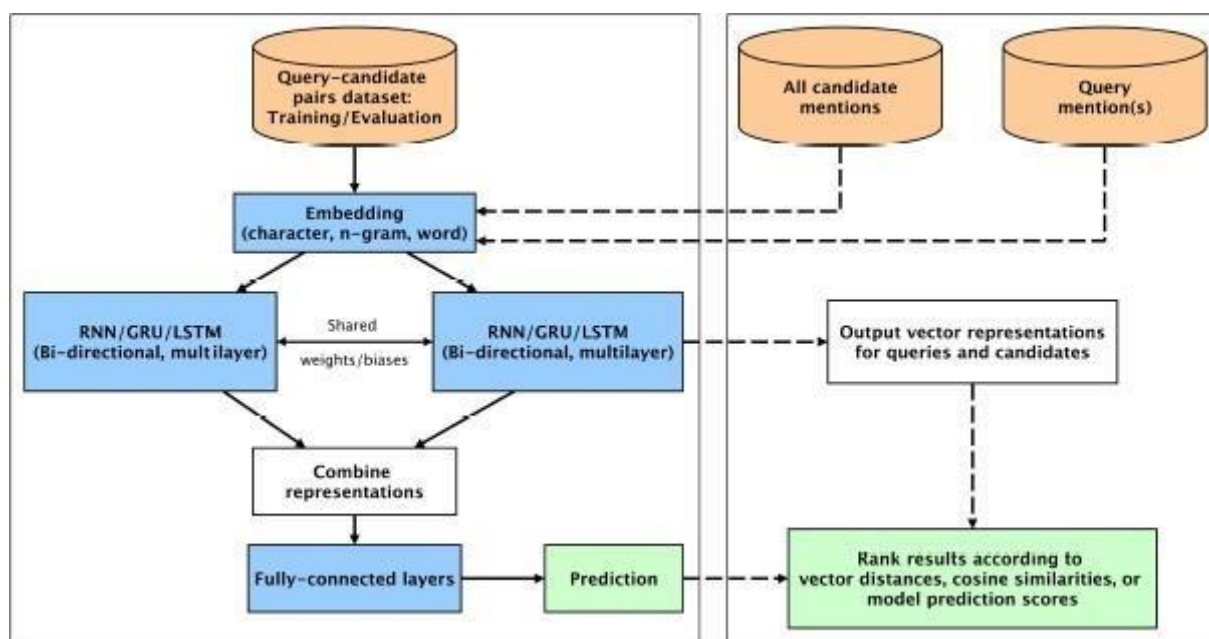 Query-candidate
pairs dataset:
Training/Evaluation
Embedding
(character, n-gram, word)
RNN/GRU/LSTM
(Bi-directional, multilayer)
Shared
weights/biases
RNN/GRU/LSTM
(Bi-directional, multilayer)
Combine
representations
Fully-connected layers
Prediction
All candidate
mentions
Query
mention(s)
Output vector representations
for queries and candidates
Rank results according to
vector distances, cosine similarities, or
model prediction scores